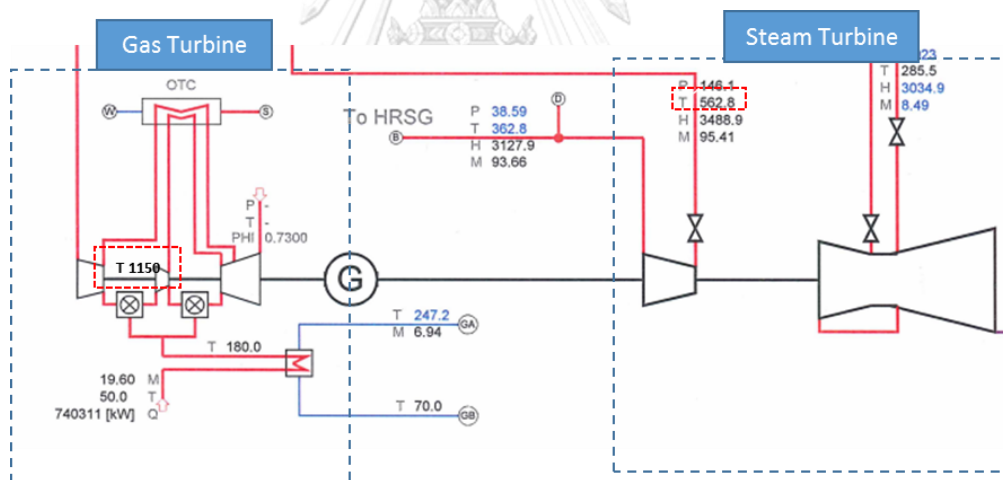 Gas Turbine
Steam Turbine
OTC
W
S
To HRSG
B
D
P 38.59
T 362.8
H 3127.9
M 93.66
P 146.1
T 562.8
H 3488.9
M 95.41
T 285.5
H 3034.9
M 8.49
P -
T -
PHI 0.7300
T 1150
G
T 247.2
M 6.94
GA
T 180.0
19.60 M
50.0 T
740311 [kW] Q
T 70.0
GB